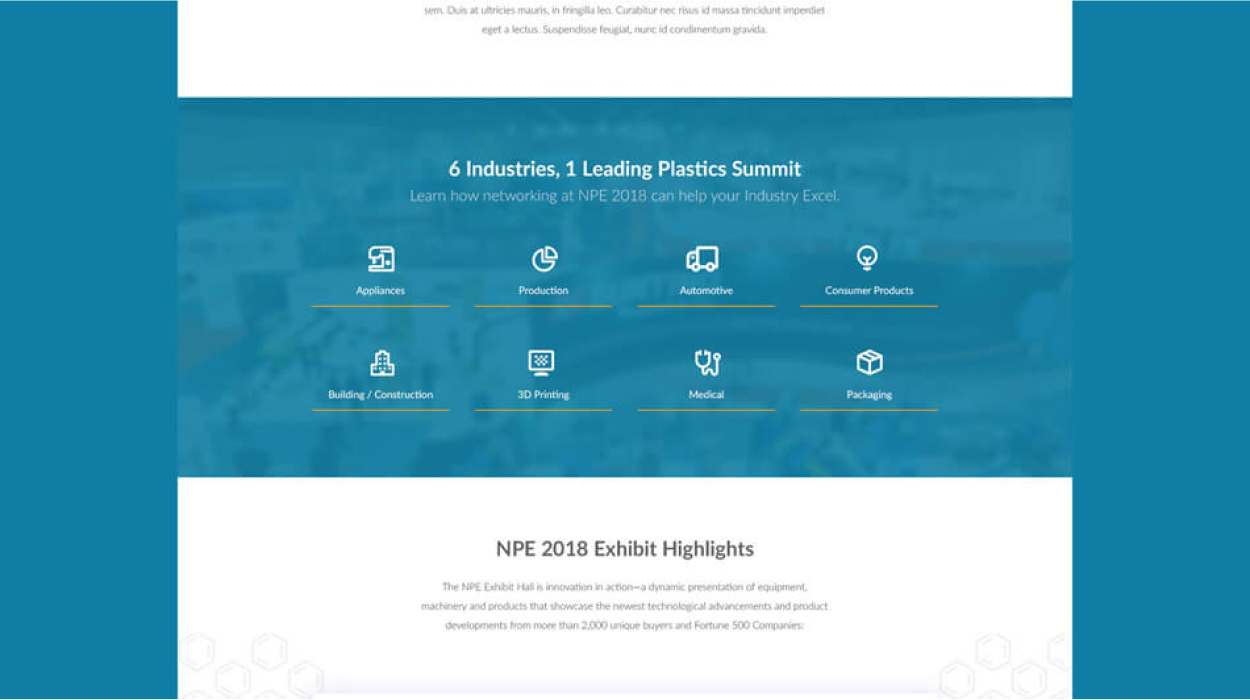 sem. Duis at ultricies mauris, in fringilla leo. Curabitur nec risus id massa tincidunt imperdiet
eget a lectus. Suspendisse feugiat, nunc id condimentum gravida.
6 Industries, 1 Leading Plastics Summit
Learn how networking at NPE 2018 can help your Industry Excel.
Appliances
Production
Automotive
Consumer Products
Building / Construction
3D Printing
Medical
Packaging
NPE 2018 Exhibit Highlights
The NPE Exhibit Hall is innovation in action—a dynamic presentation of equipment,
machinery and products that showcase the newest technological advancements and product
developments from more than 2,000 unique buyers and Fortune 500 Companies: